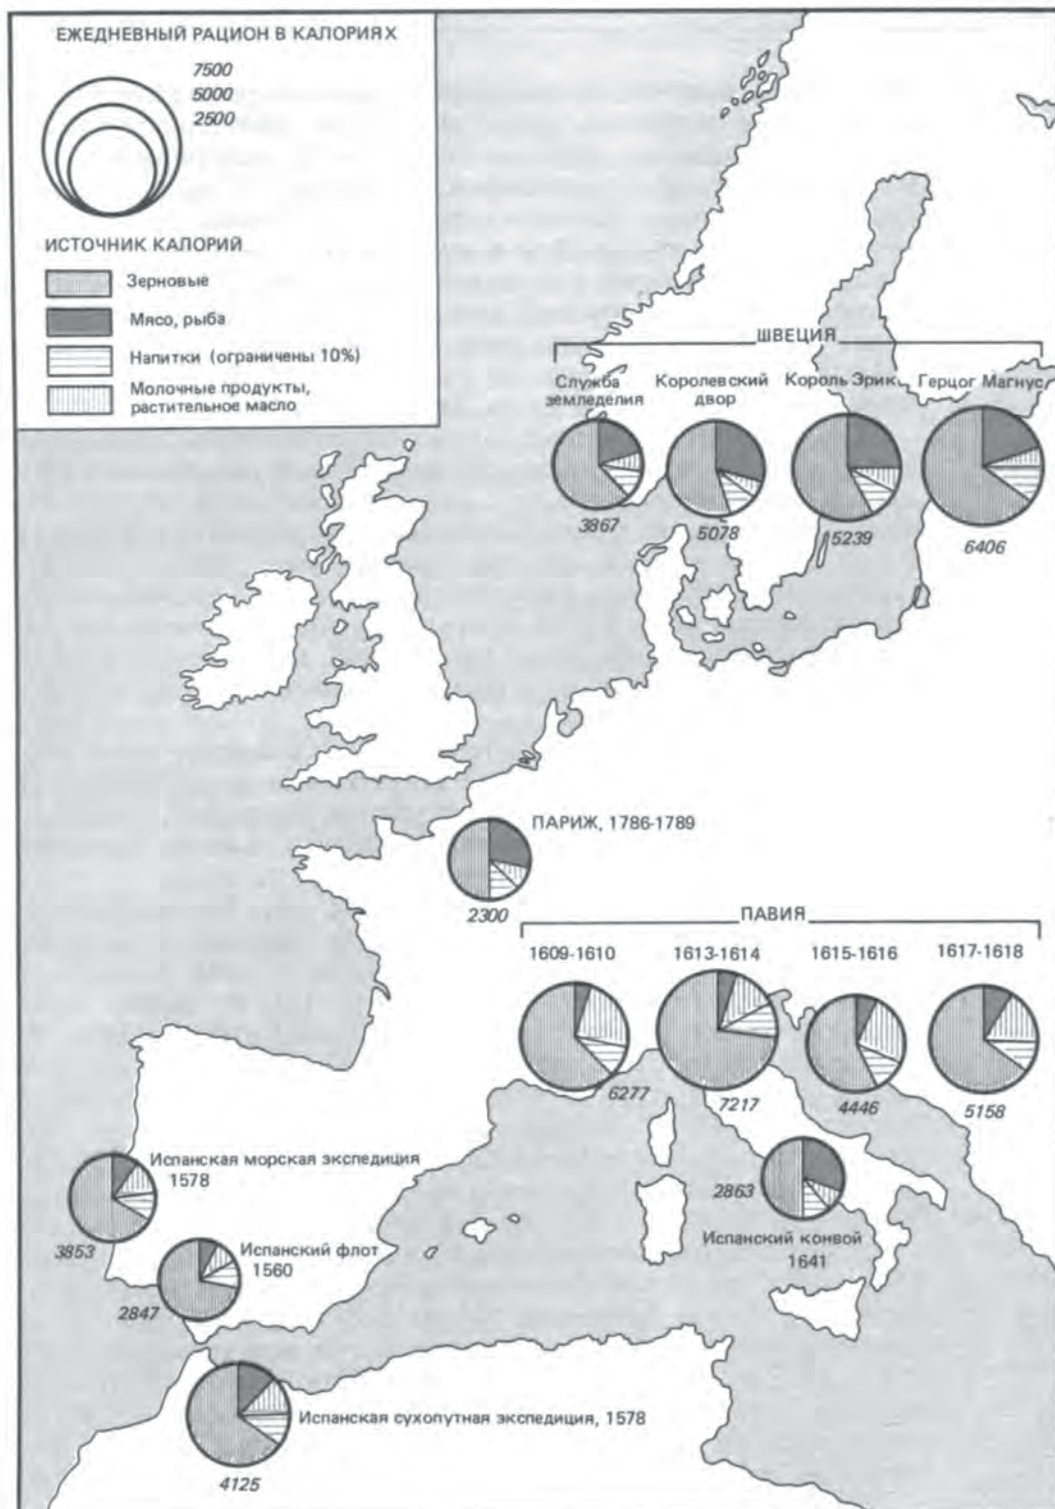 ЕЖЕДНЕВНЫЙ РАЦИОН В КАЛОРИЯХ
7500
5000
2500
ИСТОЧНИК КАЛОРИЙ
Зерновые
Мясо, рыба
Напитки (ограничены 10%)
Молочные продукты,
растительное масло
ШВЕЦИЯ
Служба
земледелия
3867
Королевский
двор
5078
Король Эрик
5239
Герцог Магнус
6406
ПАРИЖ, 1786-1789
2300
ПАВИЯ
1609-1610
6277
1613-1614
7217
1615-1616
4446
1617-1618
5158
Испанская морская экспедиция
1578
3853
Испанский флот
1560
2847
2863
Испанский конвой
1641
Испанская сухопутная экспедиция, 1578
4125